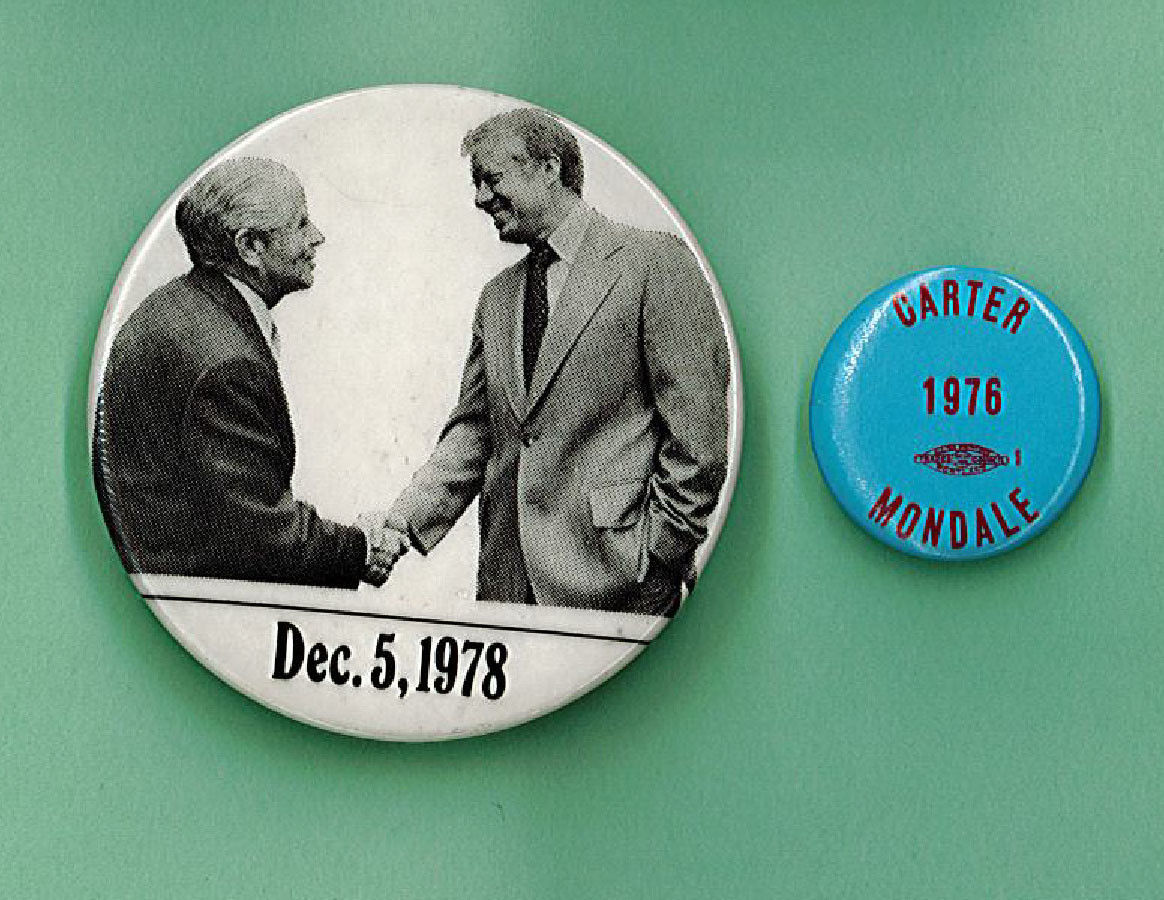 Dec. 5, 1978
CARTER
1976
MONDALE